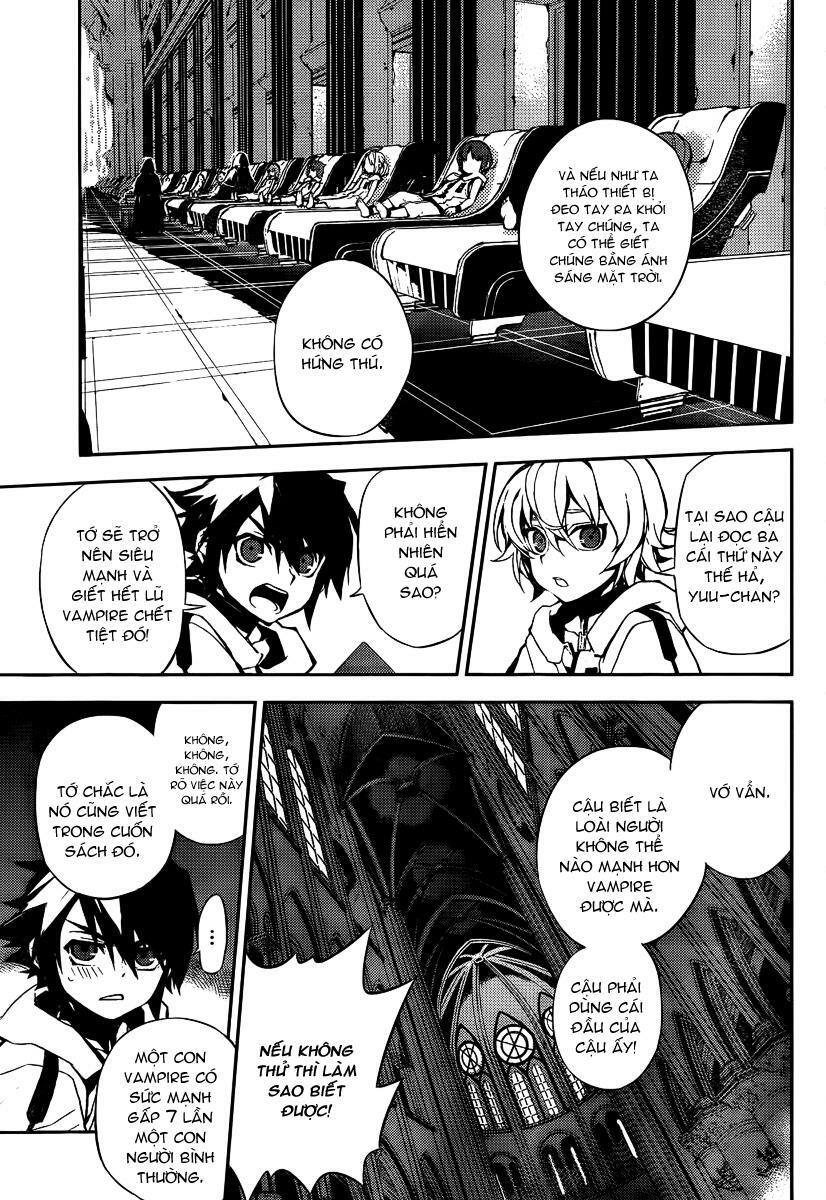 VÀ NẾU NHƯ TA
THÁO THIẾT BỊ
ĐEO TAY RA KHỎI
TAY CHÚNG, TA
CÓ THỂ GIẾT
CHÚNG BẰNG ÁNH
SÁNG MẶT TRỜI.
KHÔNG CÓ
HỨNG THÚ.
TẠI SAO CẬU
LẠI ĐỌC BA
CÁI THỨ NÀY
THẾ HẢ,
YUU-CHAN?
KHÔNG
PHẢI HIỂN
NHIÊN
QUÁ
SAO?
TỚ SẼ TRỞ
NÊN SIÊU
MẠNH VÀ
GIẾT HẾT LŨ
VAMPIRE CHẾT
TIỆT ĐÓ!
VỚ VẨN.
CẬU BIẾT LÀ
LOÀI NGƯỜI
KHÔNG THỂ
NÀO MẠNH HƠN
VAMPIRE
ĐƯỢC MÀ.
CẬU PHẢI
DÙNG CÁI
ĐẦU CỦA
CẬU ẤY!
NẾU KHÔNG
THỬ THÌ LÀM
SAO BIẾT
ĐƯỢC!
KHÔNG,
KHÔNG,
KHÔNG. TỚ
RÕ VIỆC NÀY
QUÁ RỒI.
TỚ CHẮC LÀ
NÓ CŨNG VIẾT
TRONG CUỐN
SÁCH ĐÓ.
...
MỘT CON
VAMPIRE CÓ
SỨC MẠNH
GẤP 7 LẦN
MỘT CON
NGƯỜI BÌNH
THƯỜNG.